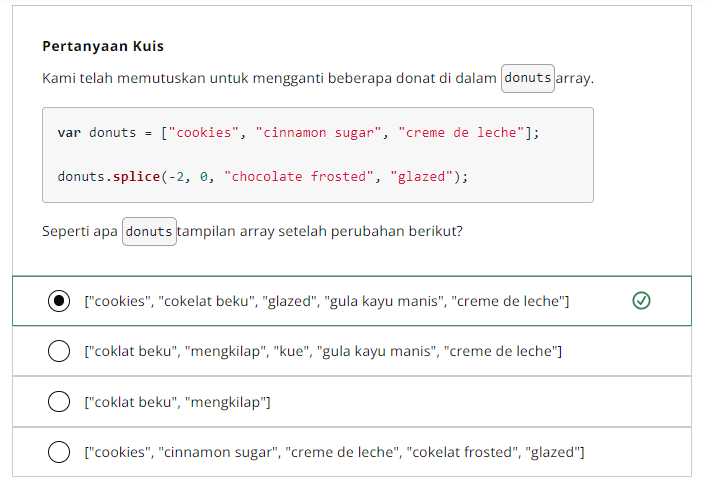 Pertanyaan Kuis
Kami telah memutuskan untuk mengganti beberapa donat di dalam donuts array.
var donuts = ["cookies", "cinnamon sugar", "creme de leche"];
donuts.splice(-2, 0, "chocolate frosted", "glazed");
Seperti apa donuts tampilan array setelah perubahan berikut?
["cookies", "cokelat beku", "glazed", "gula kayu manis", "creme de leche"]
["coklat beku", "mengkilap", "kue", "gula kayu manis", "creme de leche"]
["coklat beku", "mengkilap"]
["cookies", "cinnamon sugar", "creme de leche", "cokelat frosted", "glazed"]